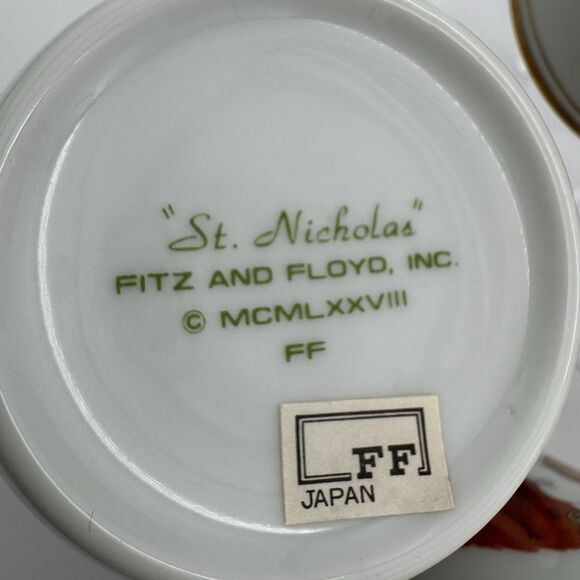 "St. Nicholas"
FITZ AND FLOYD, INC.
© MCMLXXVIII
FF
FF
JAPAN